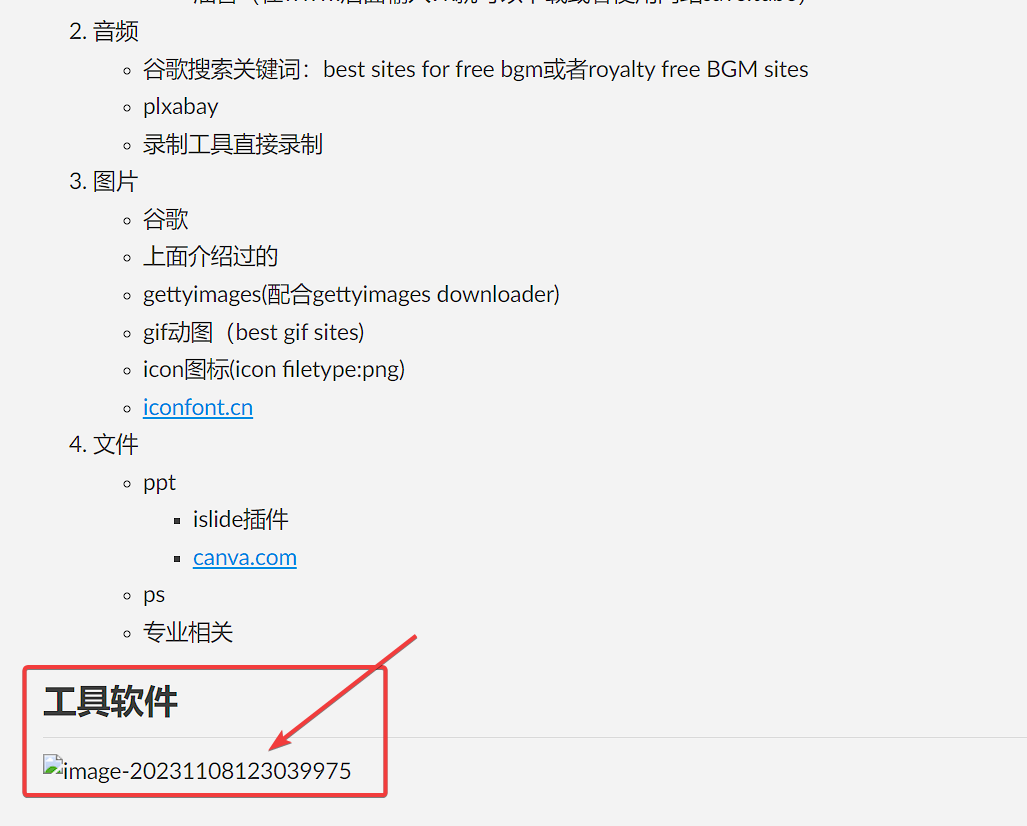 2. 音频
谷歌搜索关键词：best sites for free bgm或者royalty free BGM sites
plxabay
录制工具直接录制
3. 图片
谷歌
上面介绍过的
gettyimages(配合gettyimages downloader)
gif动图（best gif sites)
icon图标(icon filetype:png)
iconfont.cn
4. 文件
ppt
islide插件
canva.com
ps
专业相关
工具软件
image-20231108123039975